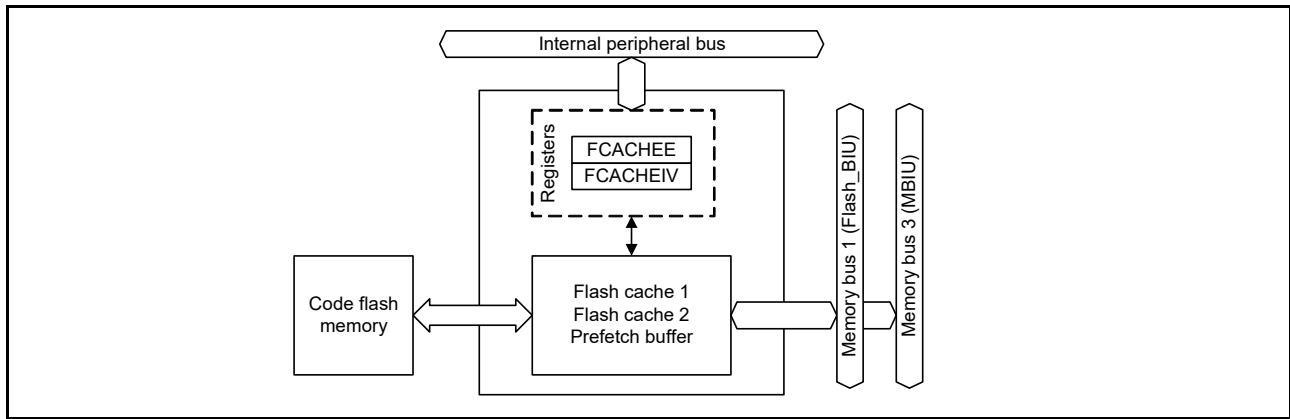 Internal peripheral bus
Registers
FCACHEE
FCACHEIV
Code flash
memory
Flash cache 1
Flash cache 2
Prefetch buffer
Memory bus 1 (Flash_BIU)
Memory bus 3 (MBIU)